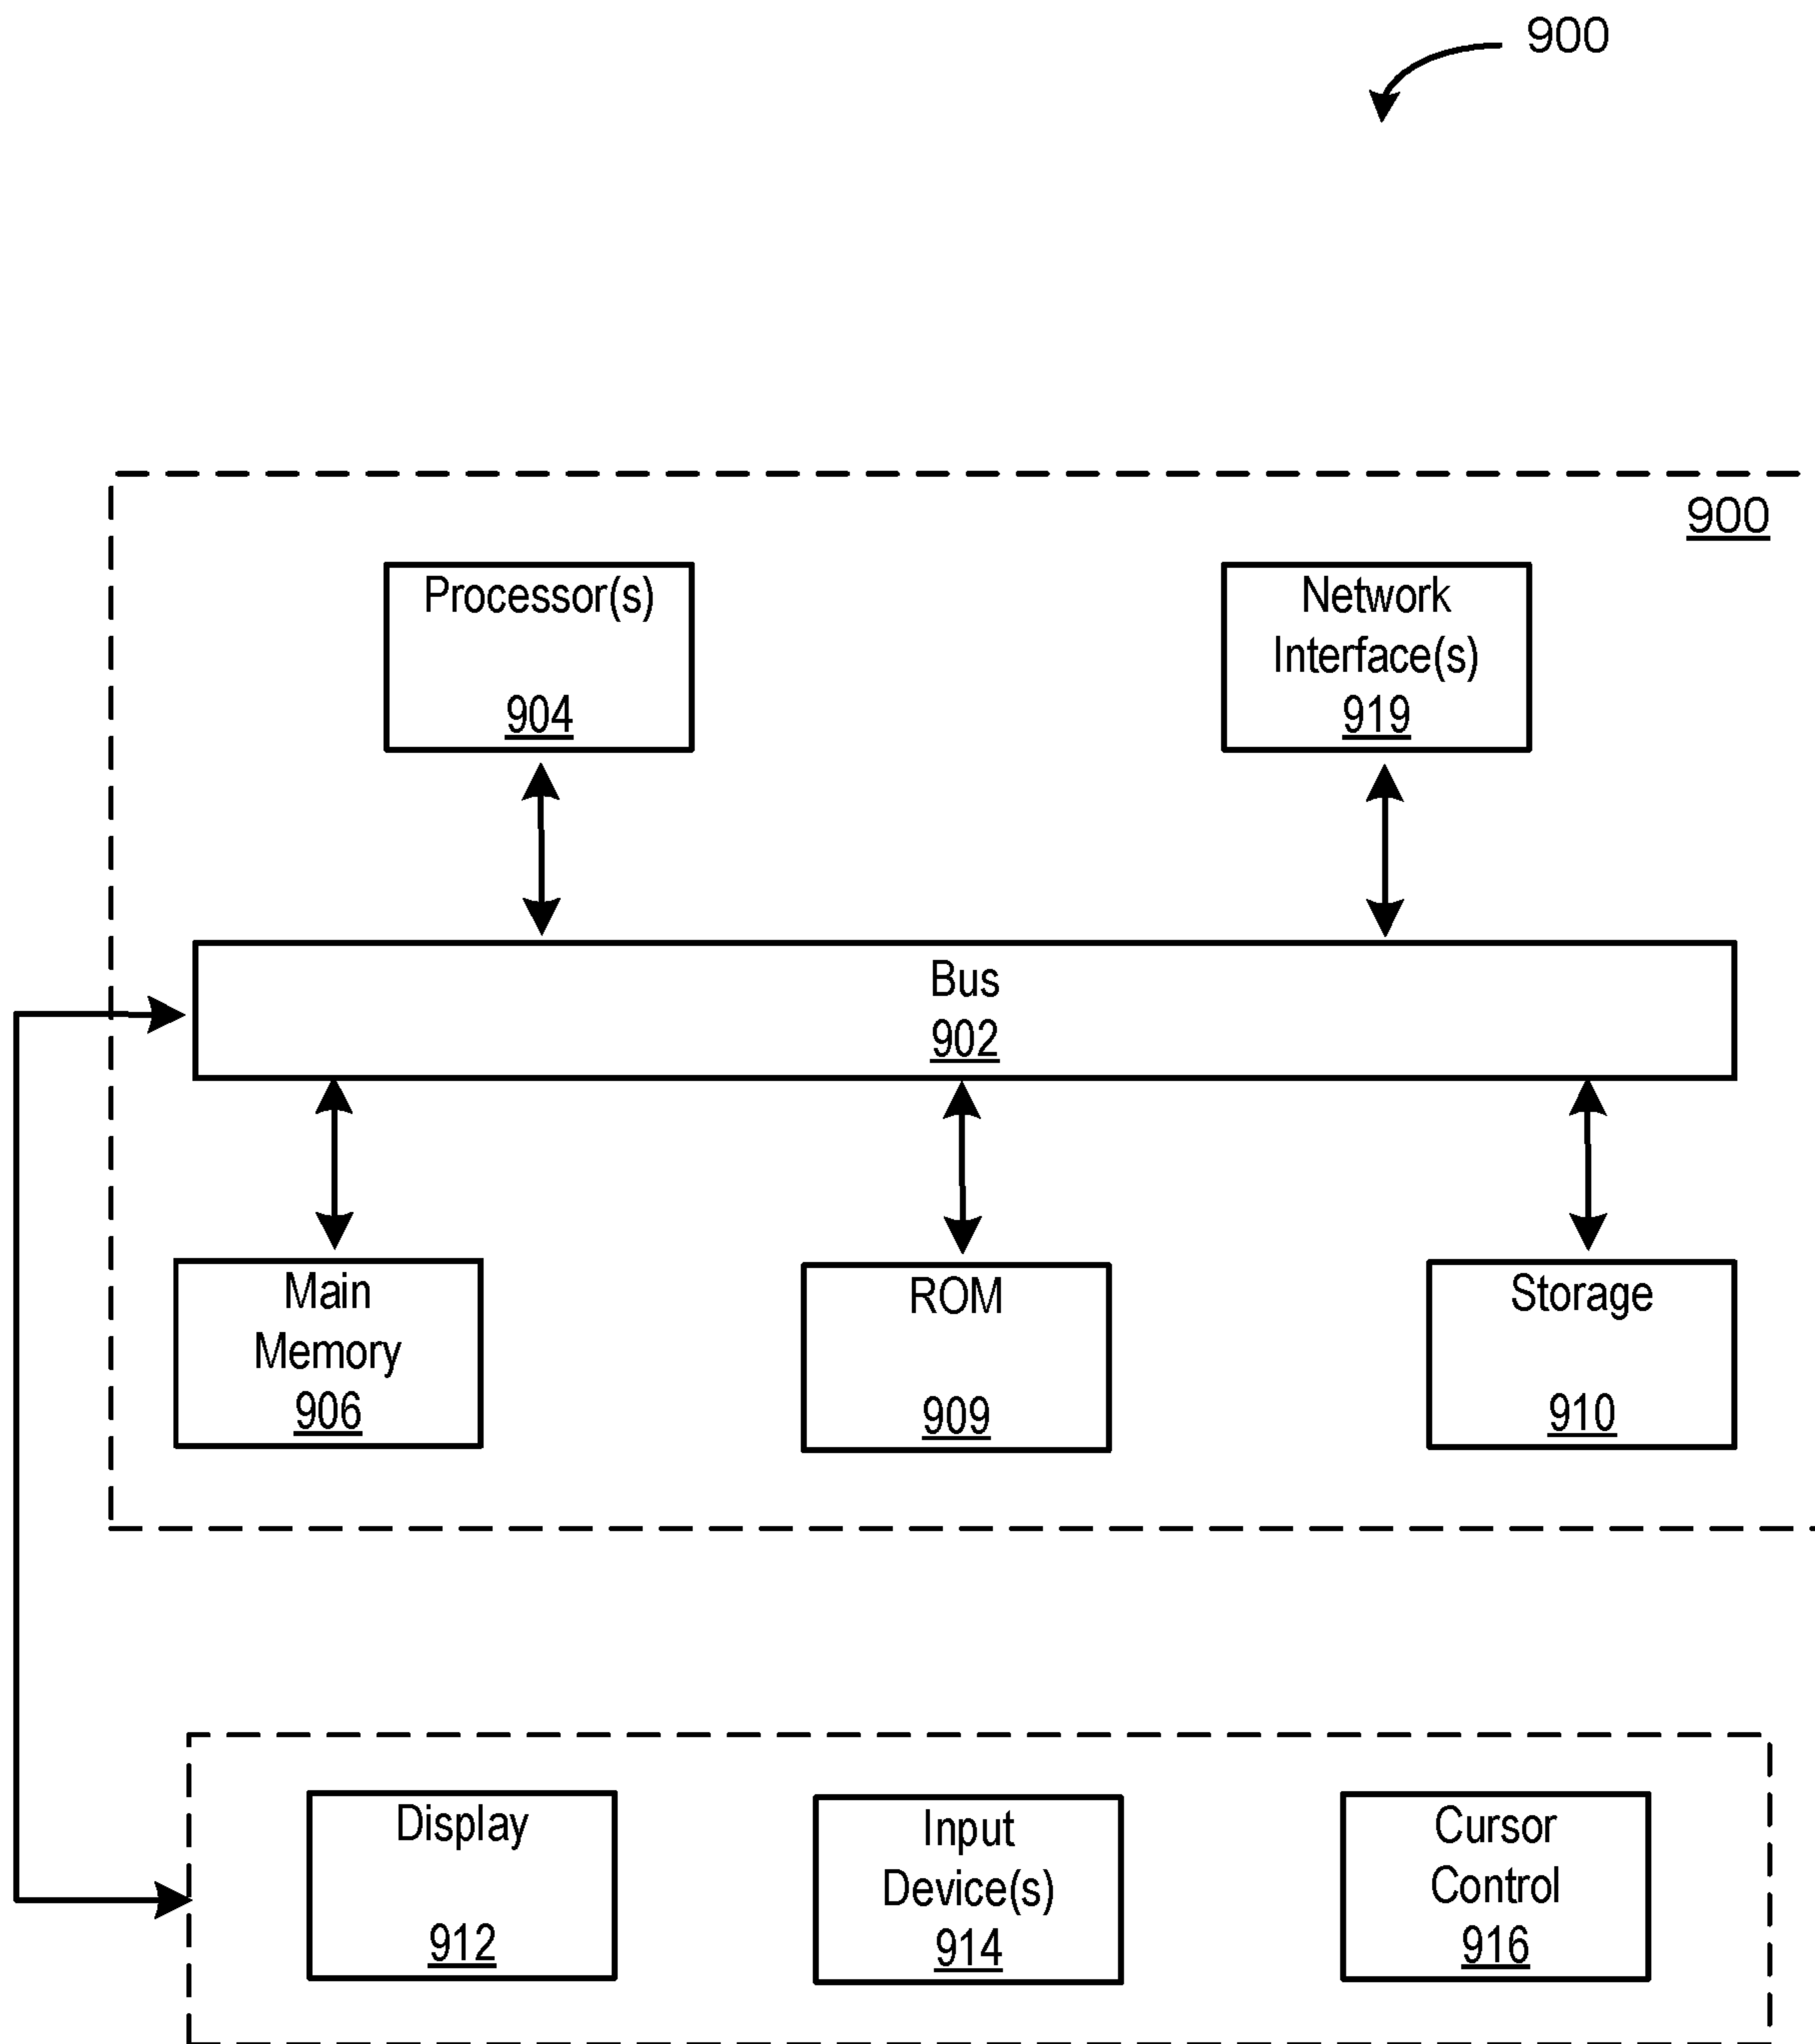 900
900
Processor(s)
904
Network
Interface(s)
919
Bus
902
Main
Memory
906
ROM
909
Storage
910
Display
912
Input
Device(s)
914
Cursor
Control
916